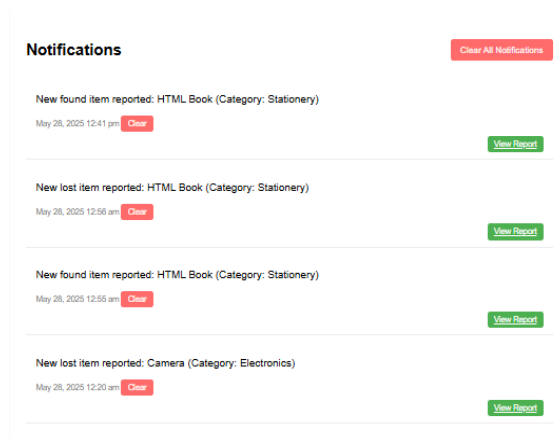 Notifications
Clear All Notifications
New found item reported: HTML Book (Category: Stationery)
May 28, 2025 12:41 pm Clear
View Report
New lost item reported: HTML Book (Category: Stationery)
May 28, 2025 12:56 am Clear
View Report
New found item reported: HTML Book (Category: Stationery)
May 28, 2025 12:55 am Clear
View Report
New lost item reported: Camera (Category: Electronics)
May 28, 2025 12:20 am Clear
View Report